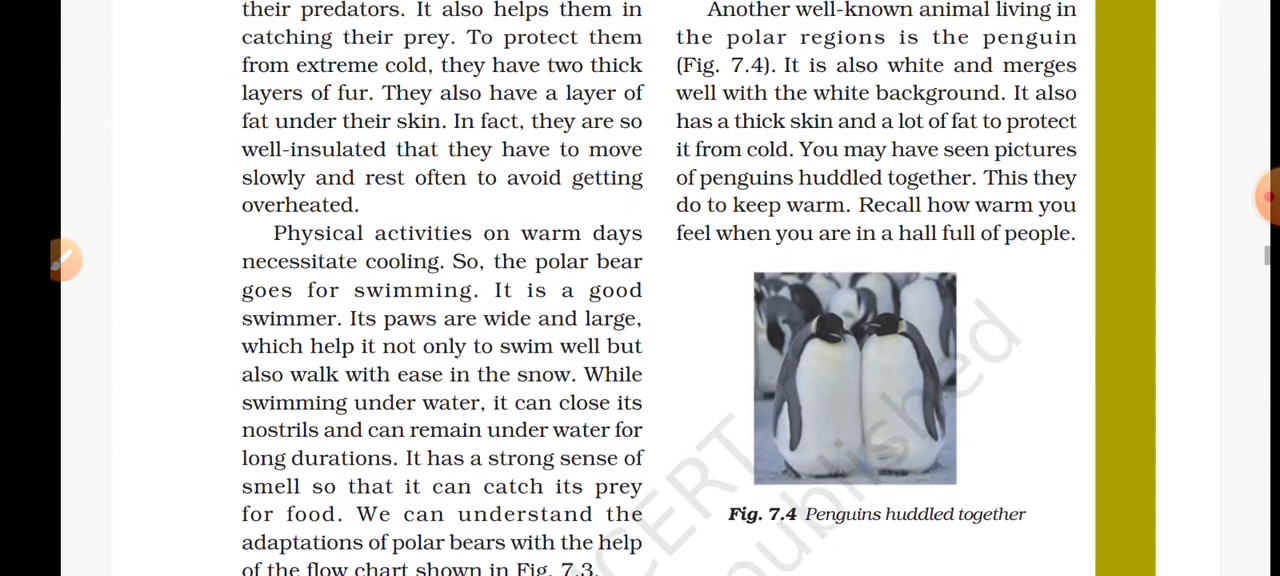 their predators. It also helps them in
catching their prey. To protect them
from extreme cold, they have two thick
layers of fur. They also have a layer of
fat under their skin. In fact, they are so
well-insulated that they have to move
slowly and rest often to avoid getting
overheated.
Physical activities on warm days
necessitate cooling. So, the polar bear
goes for swimming. It is a good
swimmer. Its paws are wide and large,
which help it not only to swim well but
also walk with ease in the snow. While
swimming under water, it can close its
nostrils and can remain under water for
long durations. It has a strong sense of
smell so that it can catch its prey
for food. We can understand the
adaptations of polar bears with the help
of the flow chart shown in Fig. 7.3.
Another well-known animal living in
the polar regions is the penguin
(Fig. 7.4). It is also white and merges
well with the white background. It also
has a thick skin and a lot of fat to protect
it from cold. You may have seen pictures
of penguins huddled together. This they
do to keep warm. Recall how warm you
feel when you are in a hall full of people.
Fig. 7.4 Penguins huddled together
CERT
published